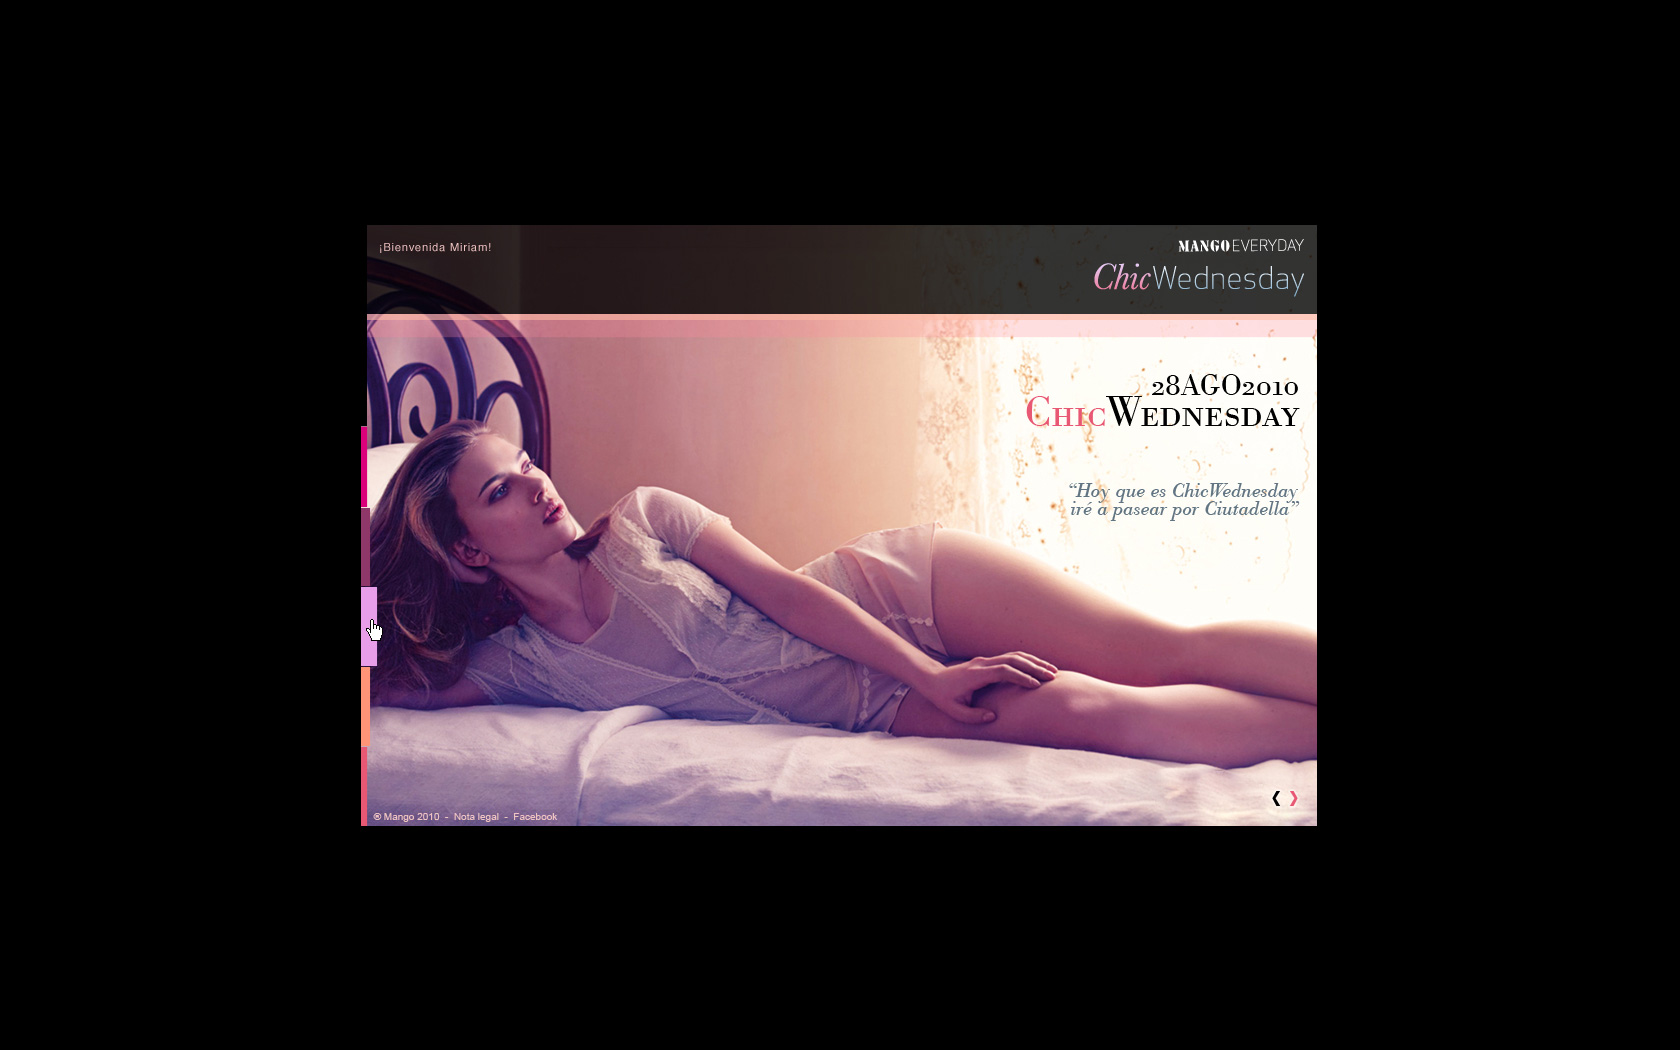 ¡Bienvenida Miriam!
MANGO EVERYDAY
ChicWednesday
28AGO2010
CHICWEDNESDAY
“Hoy que es ChicWednesday
iré a pasear por Ciutadella”
® Mango 2010 - Nota legal - Facebook